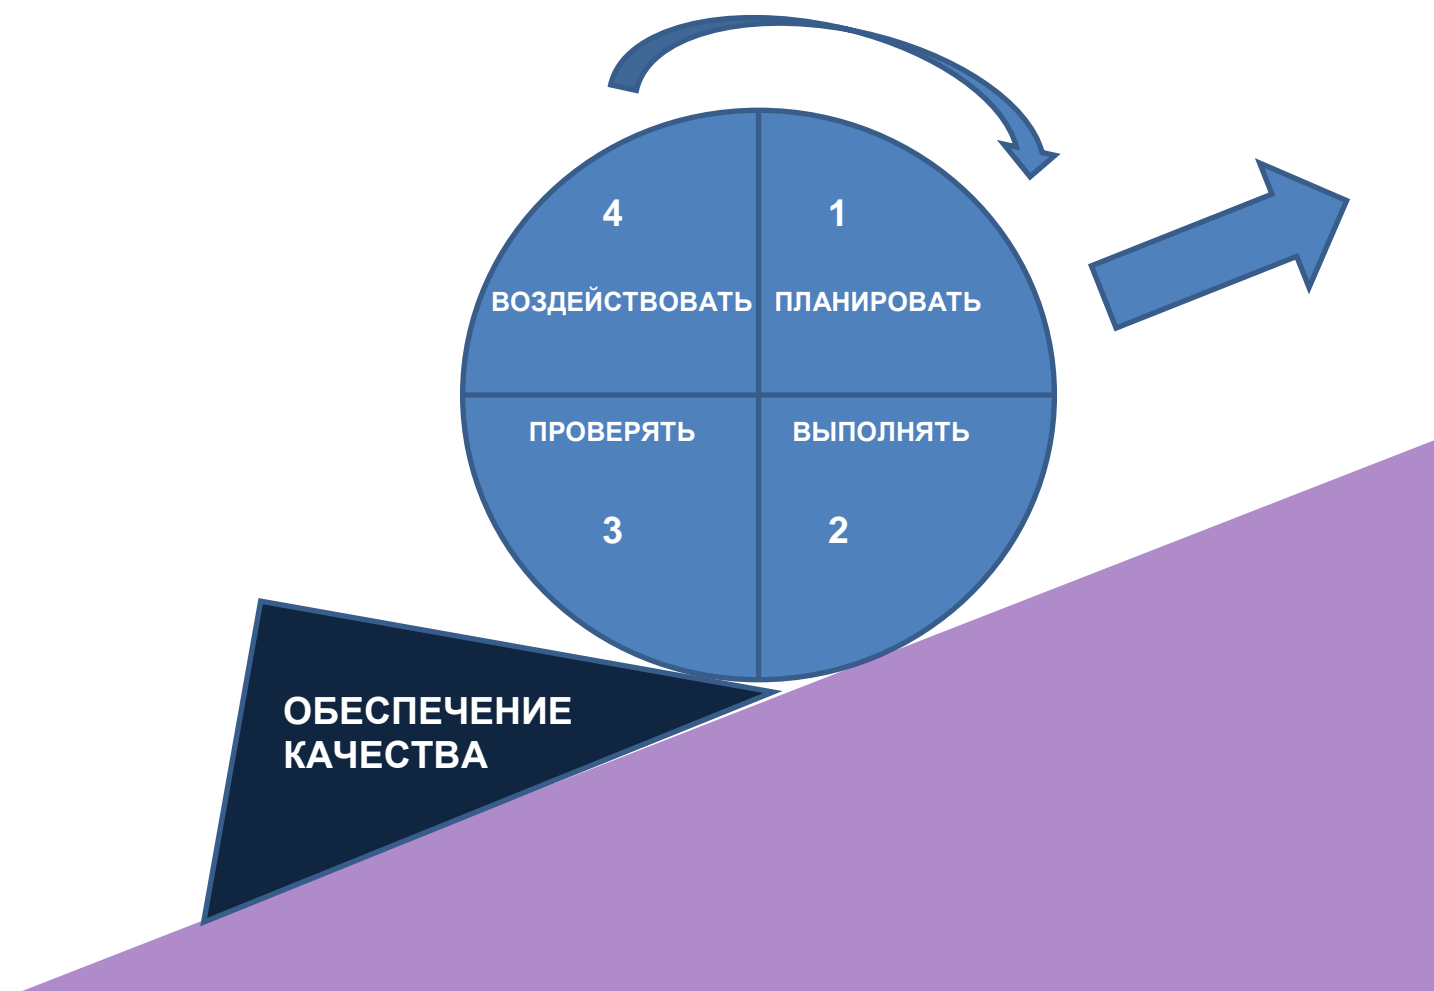 4
1
ВОЗДЕЙСТВОВАТЬ
ПЛАНИРОВАТЬ
ПРОВЕРЯТЬ
ВЫПОЛНЯТЬ
3
2
ОБЕСПЕЧЕНИЕ
КАЧЕСТВА